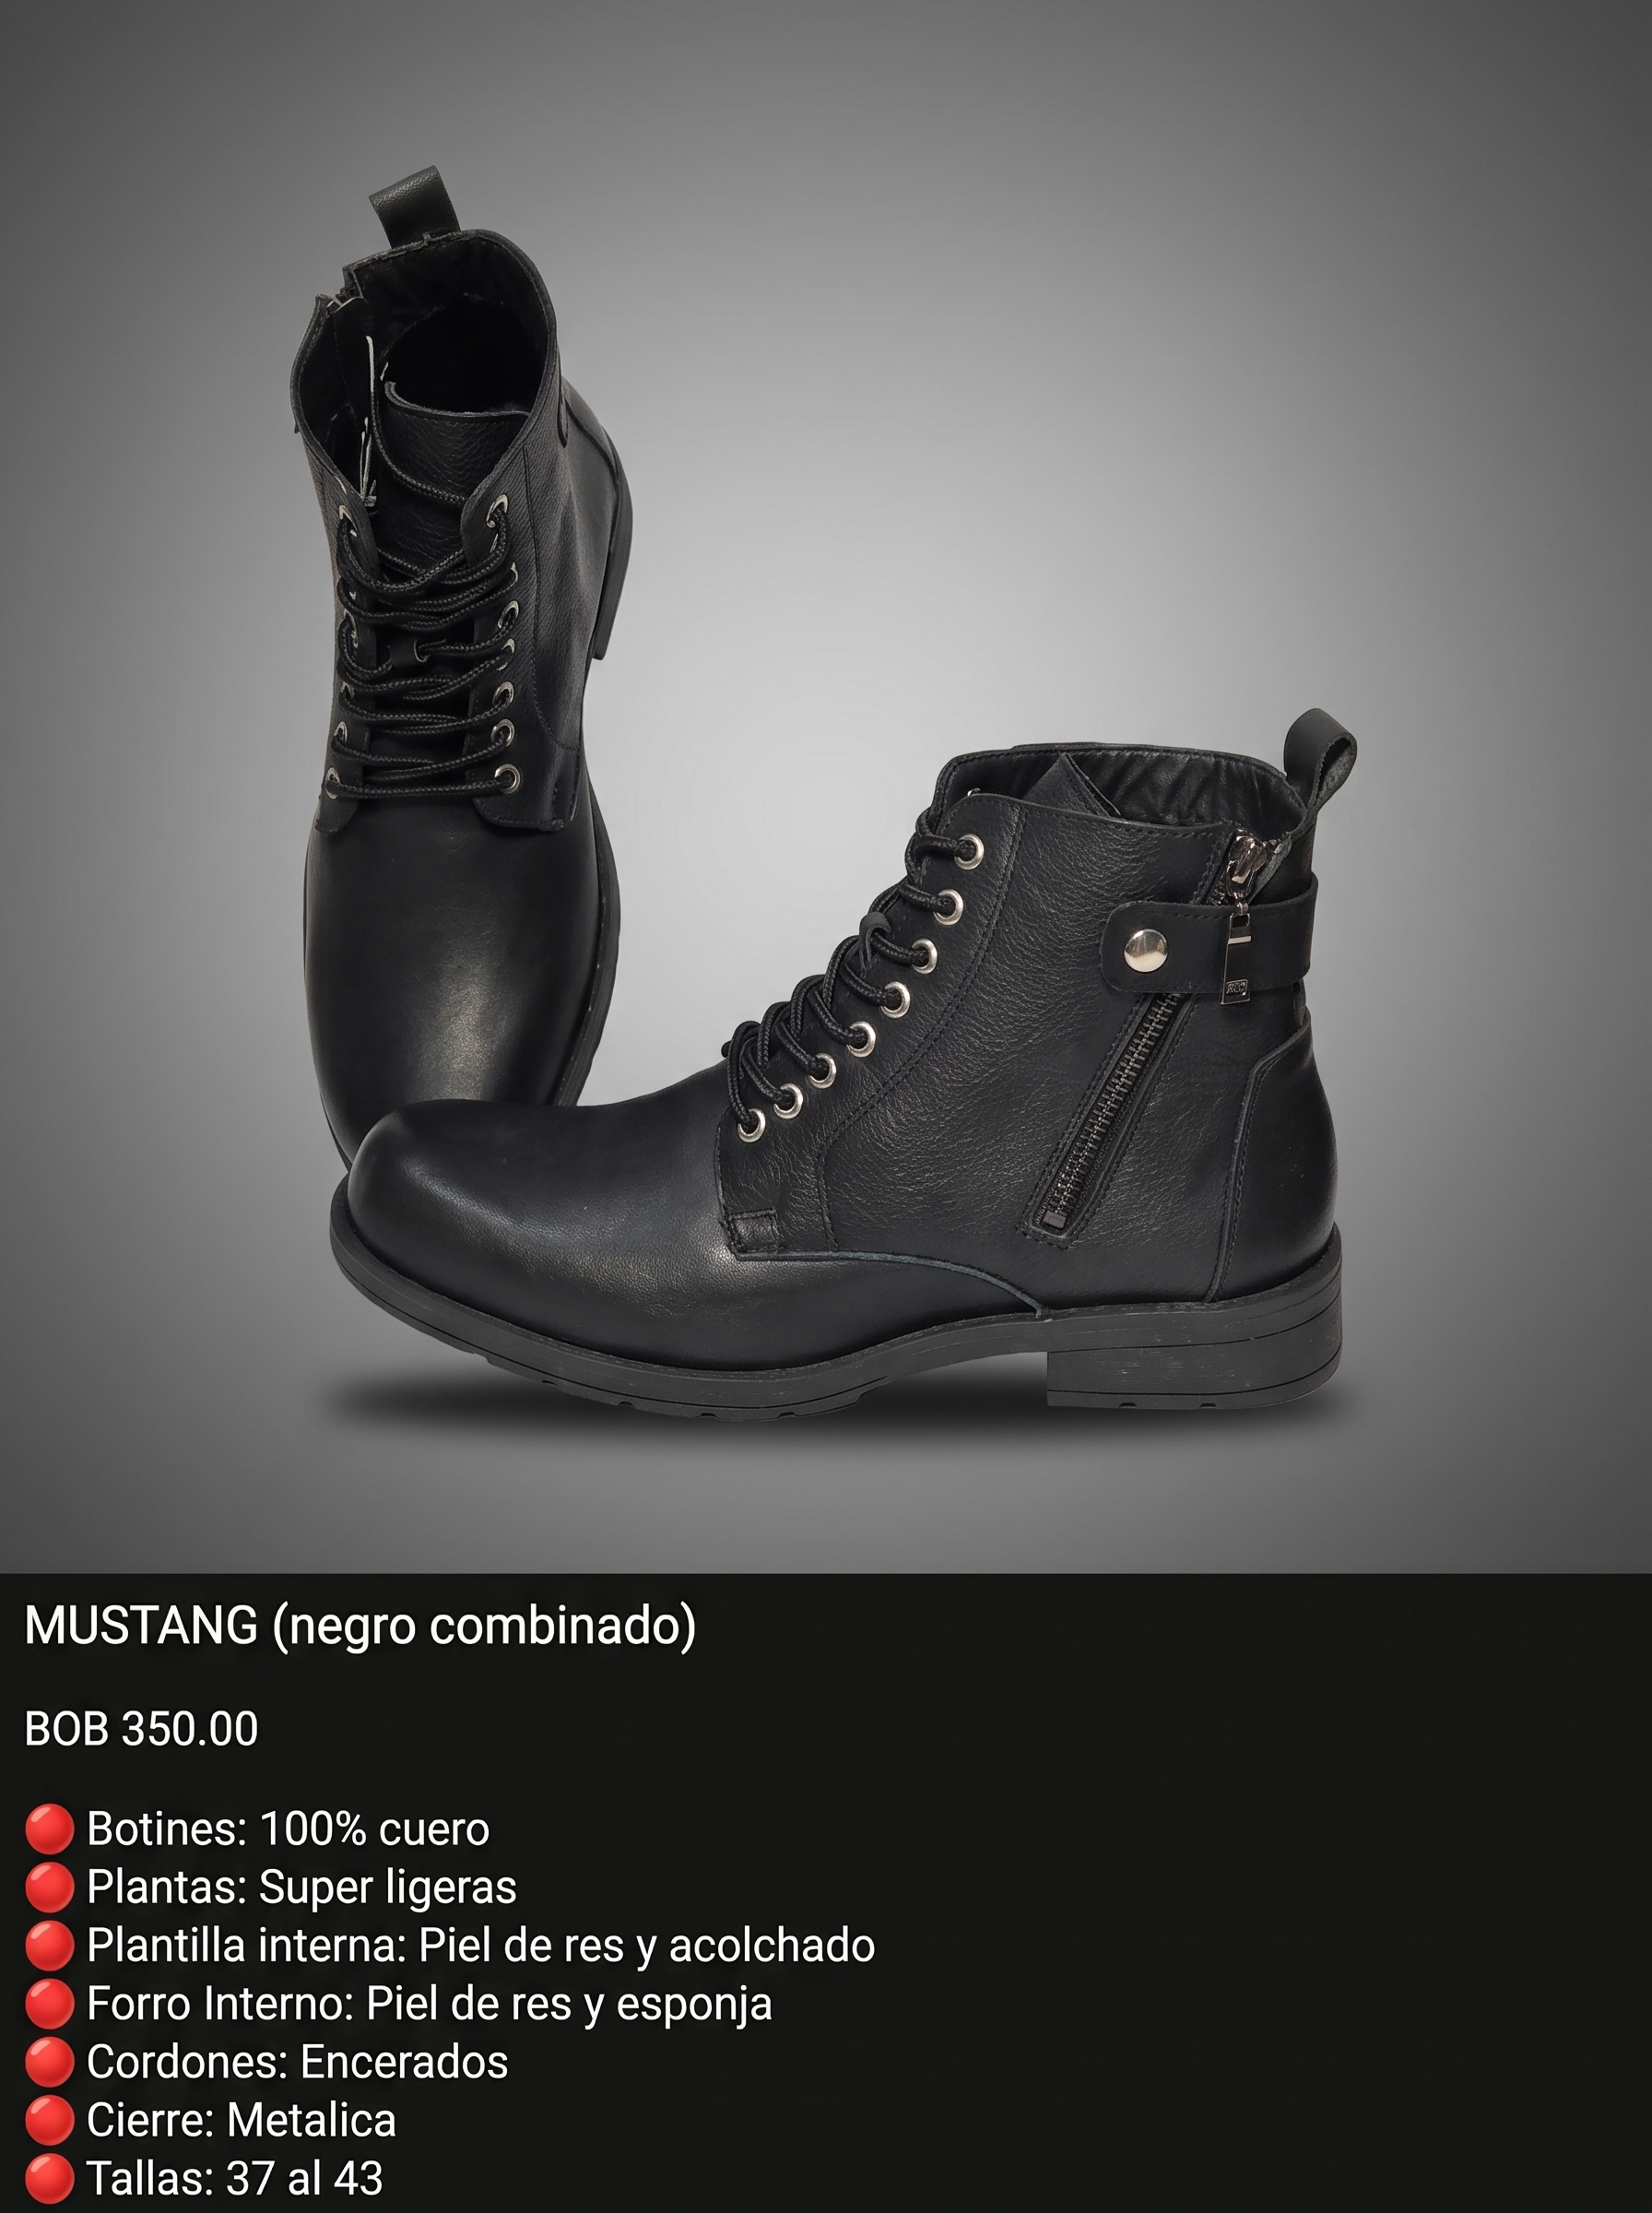 MUSTANG (negro combinado)
BOB 350.00
🔴 Botines: 100% cuero
🔴 Plantas: Super ligeras
🔴 Plantilla interna: Piel de res y acolchado
🔴 Forro Interno: Piel de res y esponja
🔴 Cordones: Encerados
🔴 Cierre: Metalica
🔴 Tallas: 37 al 43